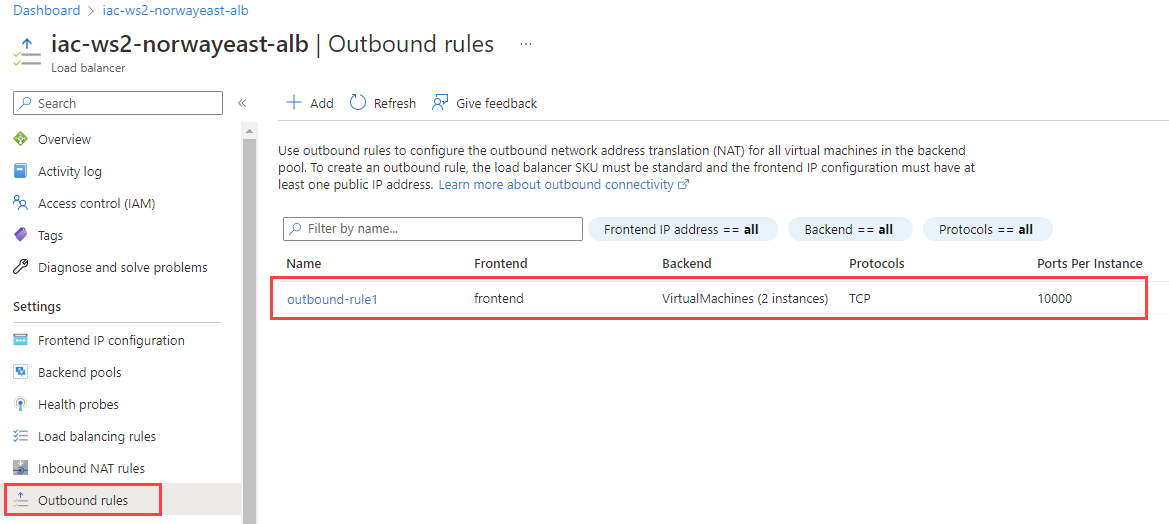 Dashboard > iac-ws2-norwayeast-alb
iac-ws2-norwayeast-alb | Outbound rules ...
Load balancer
Search «
Overview
Activity log
Access control (IAM)
Tags
Diagnose and solve problems
Settings
Frontend IP configuration
Backend pools
Health probes
Load balancing rules
Inbound NAT rules
Outbound rules
Add Refresh Give feedback
Use outbound rules to configure the outbound network address translation (NAT) for all virtual machines in the backend
pool. To create an outbound rule, the load balancer SKU must be standard and the frontend IP configuration must have at
least one public IP address. Learn more about outbound connectivity
Filter by name... Frontend IP address == all Backend == all Protocols == all
Name Frontend Backend Protocols Ports Per Instance
outbound-rule1 frontend VirtualMachines (2 instances) TCP 10000